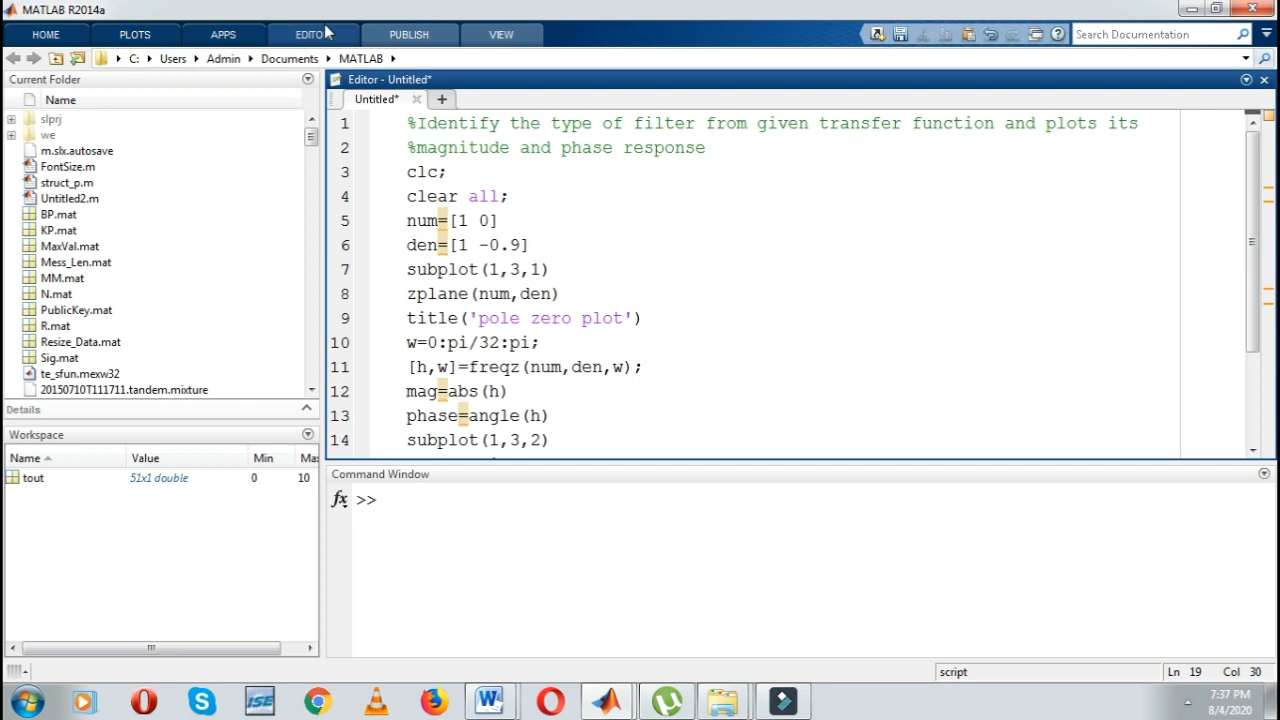 MATLAB R2014a
HOME PLOTS APPS EDITO PUBLISH VIEW Search Documentation
C: Users Admin Documents MATLAB
Current Folder
Name
slprj
we
m.slx.autosave
FontSize.m
struct_p.m
Untitled2.m
BP.mat
KP.mat
MaxVal.mat
Mess_Len.mat
MM.mat
N.mat
PublicKey.mat
R.mat
Resize_Data.mat
Sig.mat
te_sfun.mexw32
20150710T111711.tandem.mixture
Details
Workspace
Name Value Min Ma
tout 51x1 double 0 10
Editor - Untitled*
Untitled*
1 %Identify the type of filter from given transfer function and plots its
2 %magnitude and phase response
3 clc;
4 clear all;
5 num=[1 0]
6 den=[1 -0.9]
7 subplot(1,3,1)
8 zplane(num,den)
9 title('pole zero plot')
10 w=0:pi/32:pi;
11 [h,w]=freqz(num,den,w);
12 mag=abs(h)
13 phase=angle(h)
14 subplot(1,3,2)
Command Window
fx >>
script Ln 19 Col 30
ISE W
7:37 PM
8/4/2020